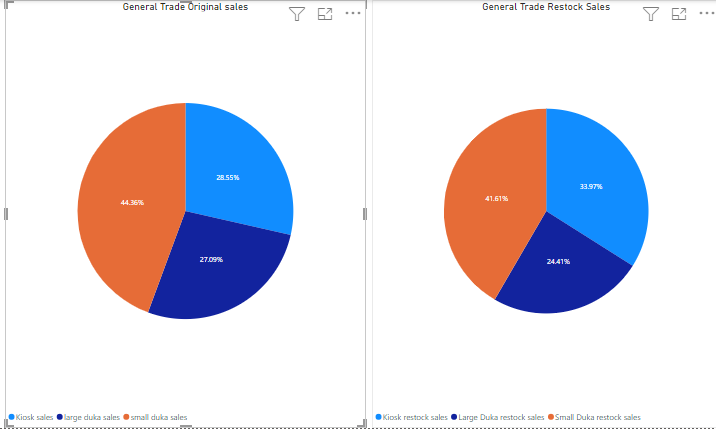 General Trade Original sales
28.55%
44.36%
27.09%
Kiosk sales large duka sales small duka sales
General Trade Restock Sales
33.97%
41.61%
24.41%
Kiosk restock sales Large Duka restock sales Small Duka restock sales